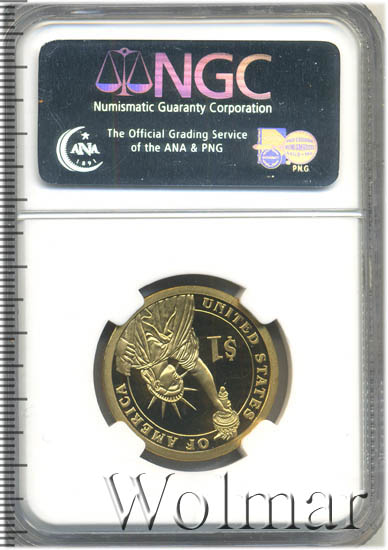 NGC
Numismatic Guaranty Corporation
The Official Grading Service
of the ANA & PNG
ANA
1891
P.N.G.
UNITED STATES
OF AMERICA
$1
Wolmar